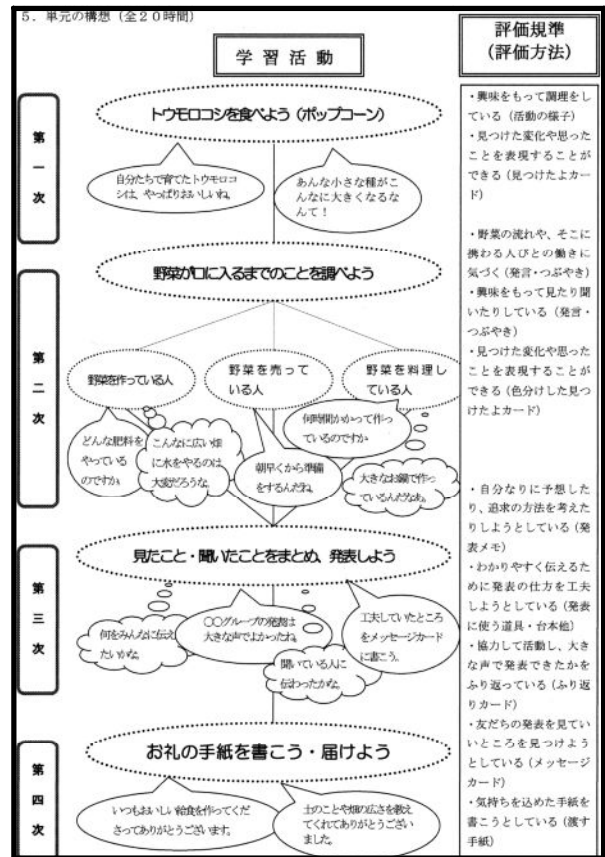 5．単元の構想（全２０時間）
学習活動
評価規準
（評価方法）
第一次
トウモロコシを食べよう（ポップコーン）
自分たちで育てたトウモロコ
シは、やっぱりおいしいね。
あんな小さな種がこ
んなに大きくなるな
んて！
第二次
野菜が口に入るまでのことを調べよう
野菜を作っている人
野菜を売って
いる人
野菜を料理し
ている人
どんな肥料を
やっている
のですか。
こんなに広い畑
に水をやるのは
大変だろうな。
朝早くから準備
をするんだね。
何時間かかって作っ
ているのですか。
大きなお鍋で作っ
ているんだなあ。
第三次
見たこと・聞いたことをまとめ、発表しよう
何をみんなに伝え
たいかな。
〇〇グループの発表は
大きな声でよかったね。
聞いている人に
伝わったかな。
工夫していたところ
をメッセージカード
に書こう。
第四次
お礼の手紙を書こう・届けよう
いつもおいしい給食を作ってくだ
さってありがとうございます。
土のことや畑の広さを教え
てくれてありがとうござい
ました。
・興味をもって調理をし
ている（活動の様子）
・見つけた変化や思った
ことを表現することが
できる（見つけたよカー
ド）
・野菜の流れや、そこに
携わる人びとの働きに
気づく（発言・つぶやき）
・興味をもって見たり聞
いたりしている（発言・
つぶやき）
・見つけた変化や思った
ことを表現することが
できる（色分けした見つ
けたよカード）
・自分なりに予想した
り、追求の方法を考えた
りしようとしている（発
表メモ）
・わかりやすく伝えるた
めに発表の仕方を工夫
しようとしている（発表
に使う道具・台本他）
・協力して活動し、大き
な声で発表できたかを
ふり返っている（ふり返
りカード）
・友だちの発表を見てい
いところを見つけよう
としている（メッセージ
カード）
・気持ちを込めた手紙を
書こうとしている（渡す
手紙）